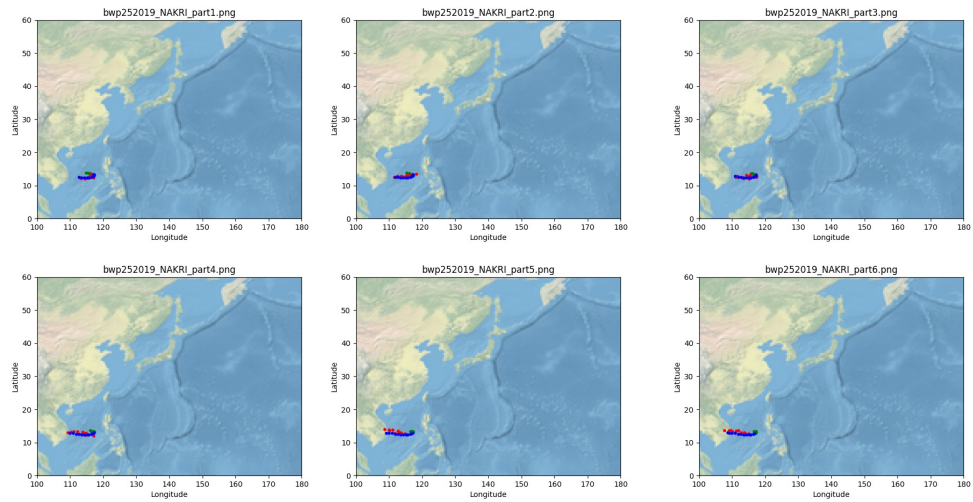 bwp252019_NAKRI_part1.png
60
50
40
30
20
10
0
Latitude
100 110 120 130 140 150 160 170 180
Longitude
bwp252019_NAKRI_part2.png
60
50
40
30
20
10
0
Latitude
100 110 120 130 140 150 160 170 180
Longitude
bwp252019_NAKRI_part3.png
60
50
40
30
20
10
0
Latitude
100 110 120 130 140 150 160 170 180
Longitude
bwp252019_NAKRI_part4.png
60
50
40
30
20
10
0
Latitude
100 110 120 130 140 150 160 170 180
Longitude
bwp252019_NAKRI_part5.png
60
50
40
30
20
10
0
Latitude
100 110 120 130 140 150 160 170 180
Longitude
bwp252019_NAKRI_part6.png
60
50
40
30
20
10
0
Latitude
100 110 120 130 140 150 160 170 180
Longitude